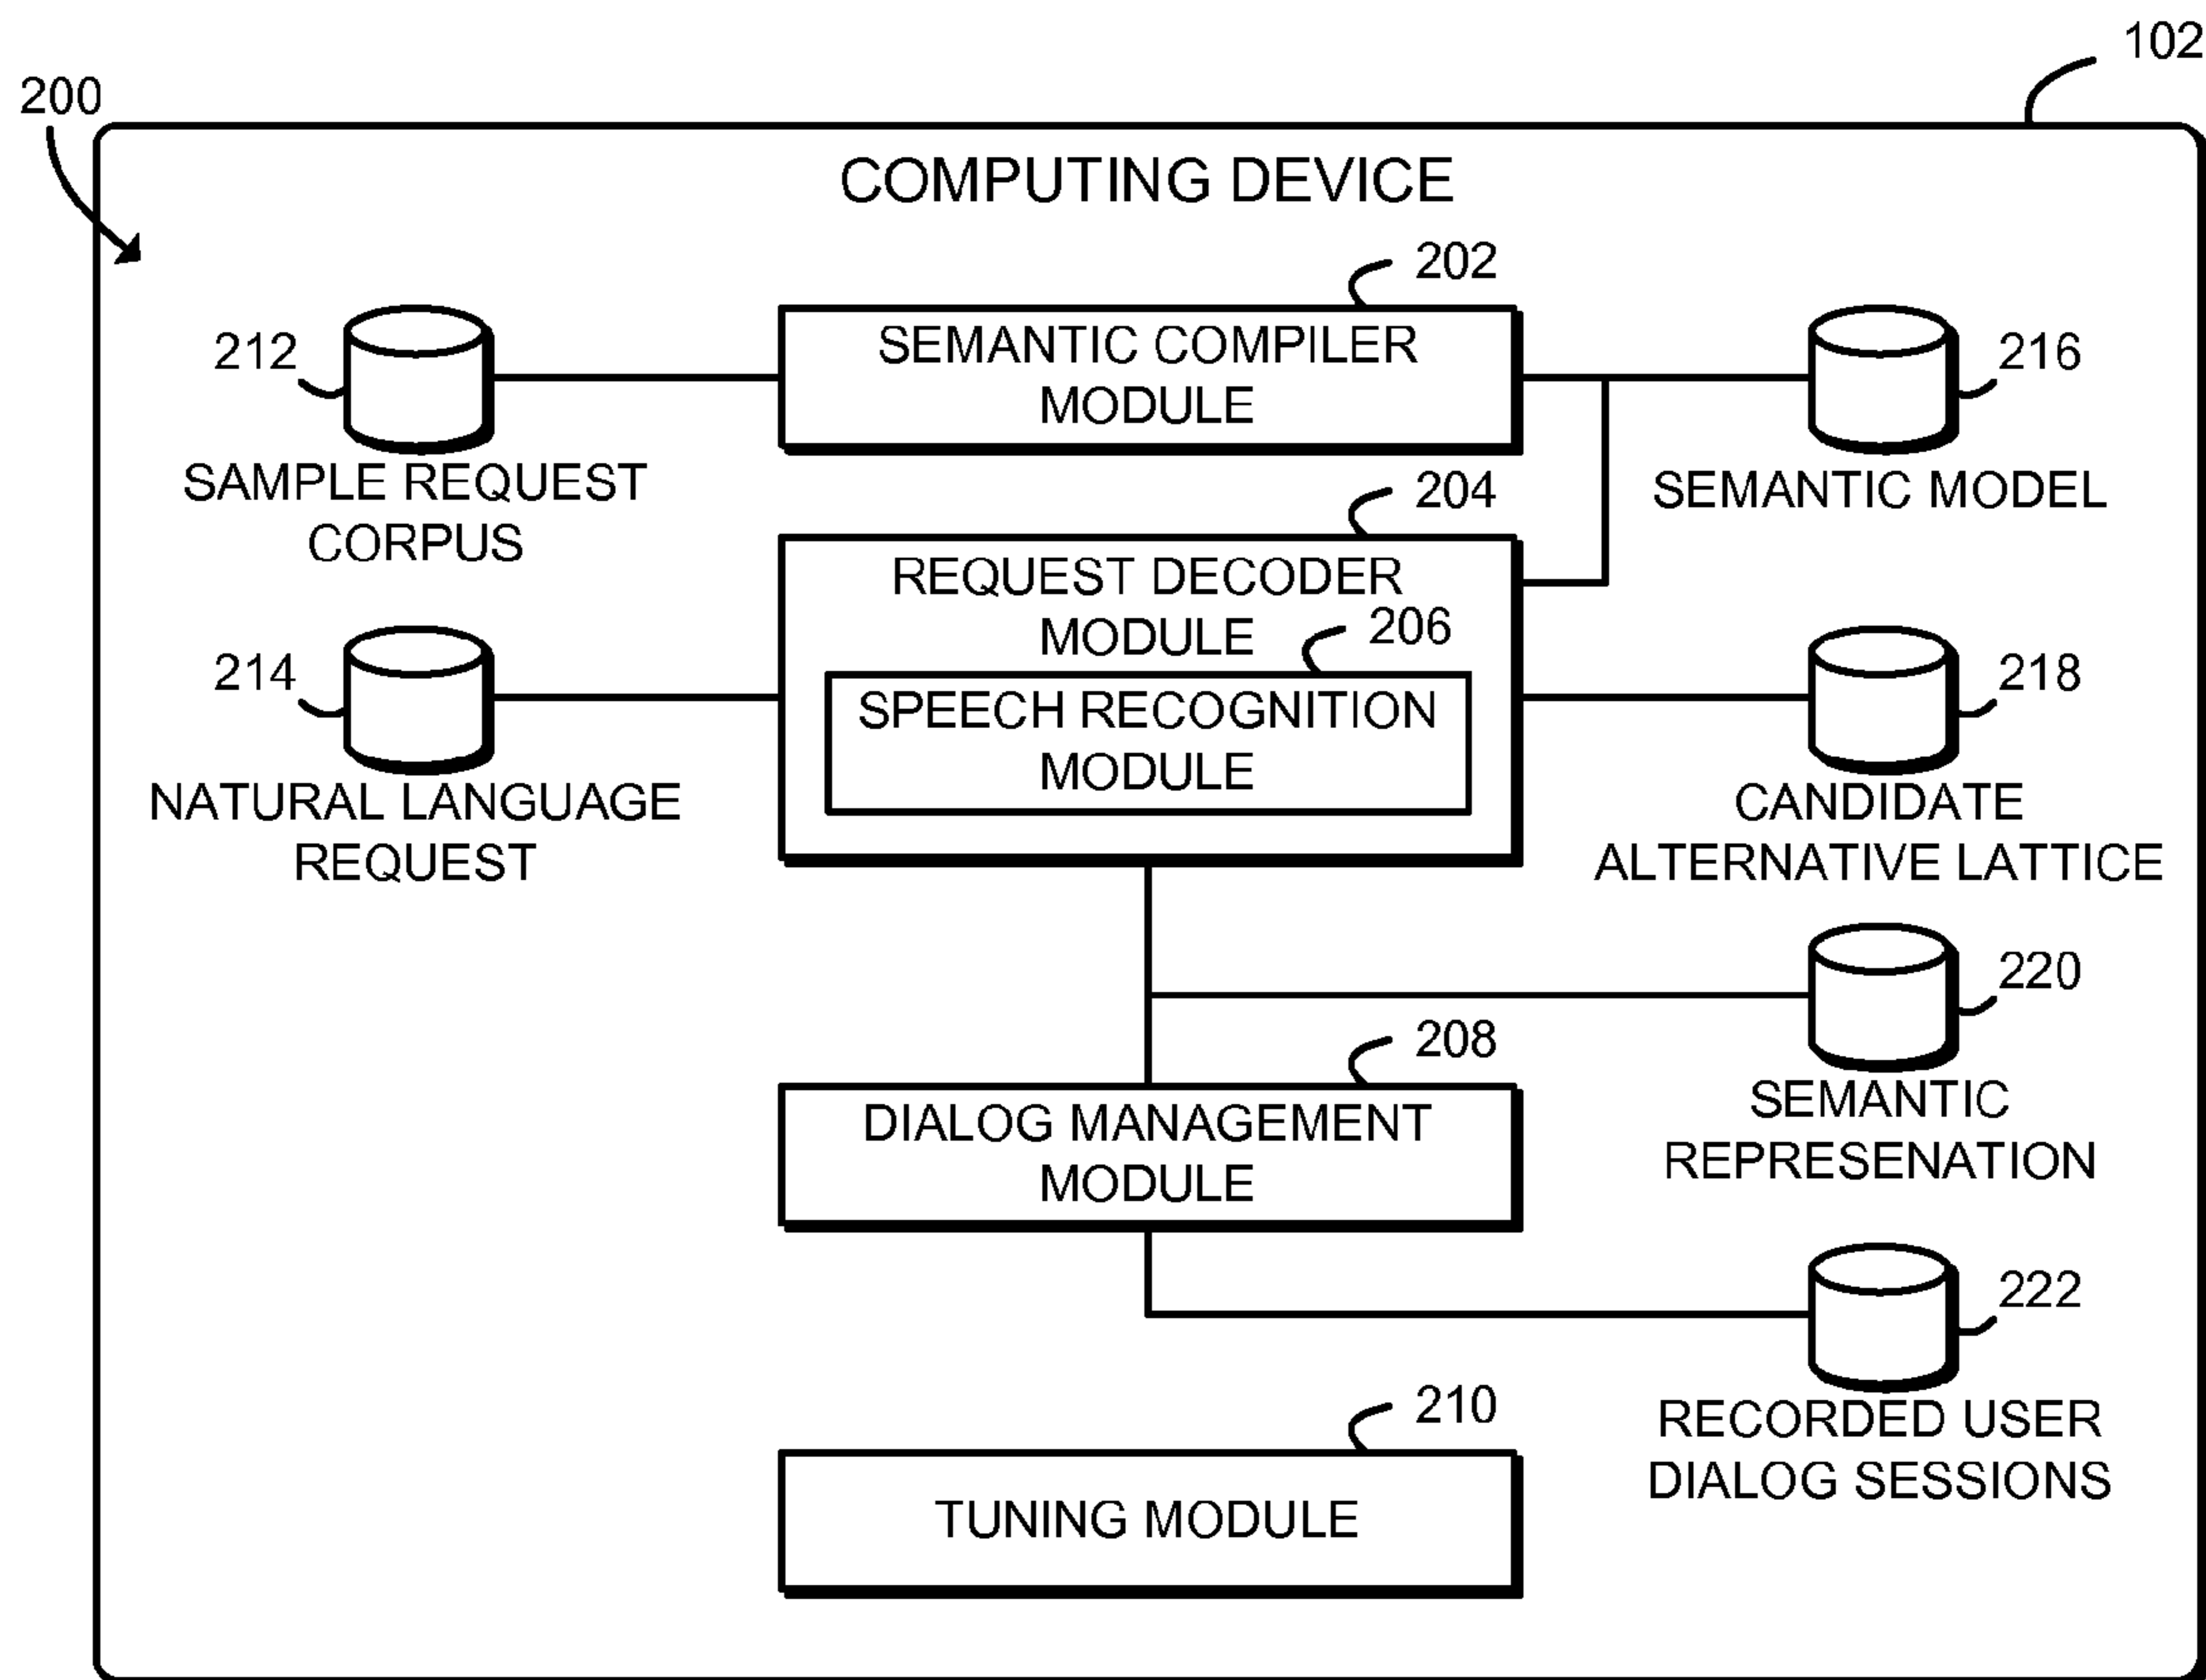 102
200
COMPUTING DEVICE
202
212
SEMANTIC COMPILER
MODULE
216
SAMPLE REQUEST
CORPUS
204
SEMANTIC MODEL
REQUEST DECODER
MODULE
206
214
SPEECH RECOGNITION
MODULE
218
NATURAL LANGUAGE
REQUEST
CANDIDATE
ALTERNATIVE LATTICE
220
208
DIALOG MANAGEMENT
MODULE
SEMANTIC
REPRESENATION
222
210
RECORDED USER
DIALOG SESSIONS
TUNING MODULE